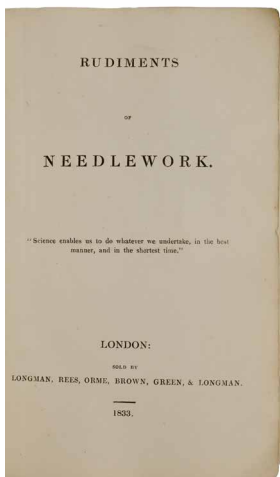 RUDIMENTS
OF
NEEDLEWORK.
"Science enables us to do whatever we undertake, in the best
manner, and in the shortest time."
LONDON:
SOLD BY
LONGMAN, REES, ORME, BROWN, GREEN, & LONGMAN.
1833.